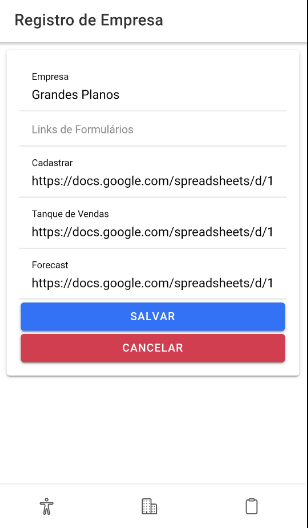 Registro de Empresa
Empresa
Grandes Planos
Links de Formulários
Cadastrar
https://docs.google.com/spreadsheets/d/1
Tanque de Vendas
https://docs.google.com/spreadsheets/d/1
Forecast
https://docs.google.com/spreadsheets/d/1
SALVAR
CANCELAR